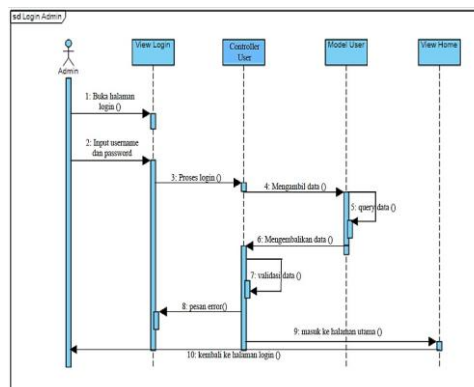 sd Login Admin
View Login
Controller
User
Model User
View Home
Admin
1: Buka halaman
login ()
2: Input username
dan password
3: Proses login ()
4: Mengambil data ()
5: query data ()
6: Mengembalikan data ()
7: validasi data ()
8: pesan error()
9: masuk ke halaman utama ()
10: kembali ke halaman login ()